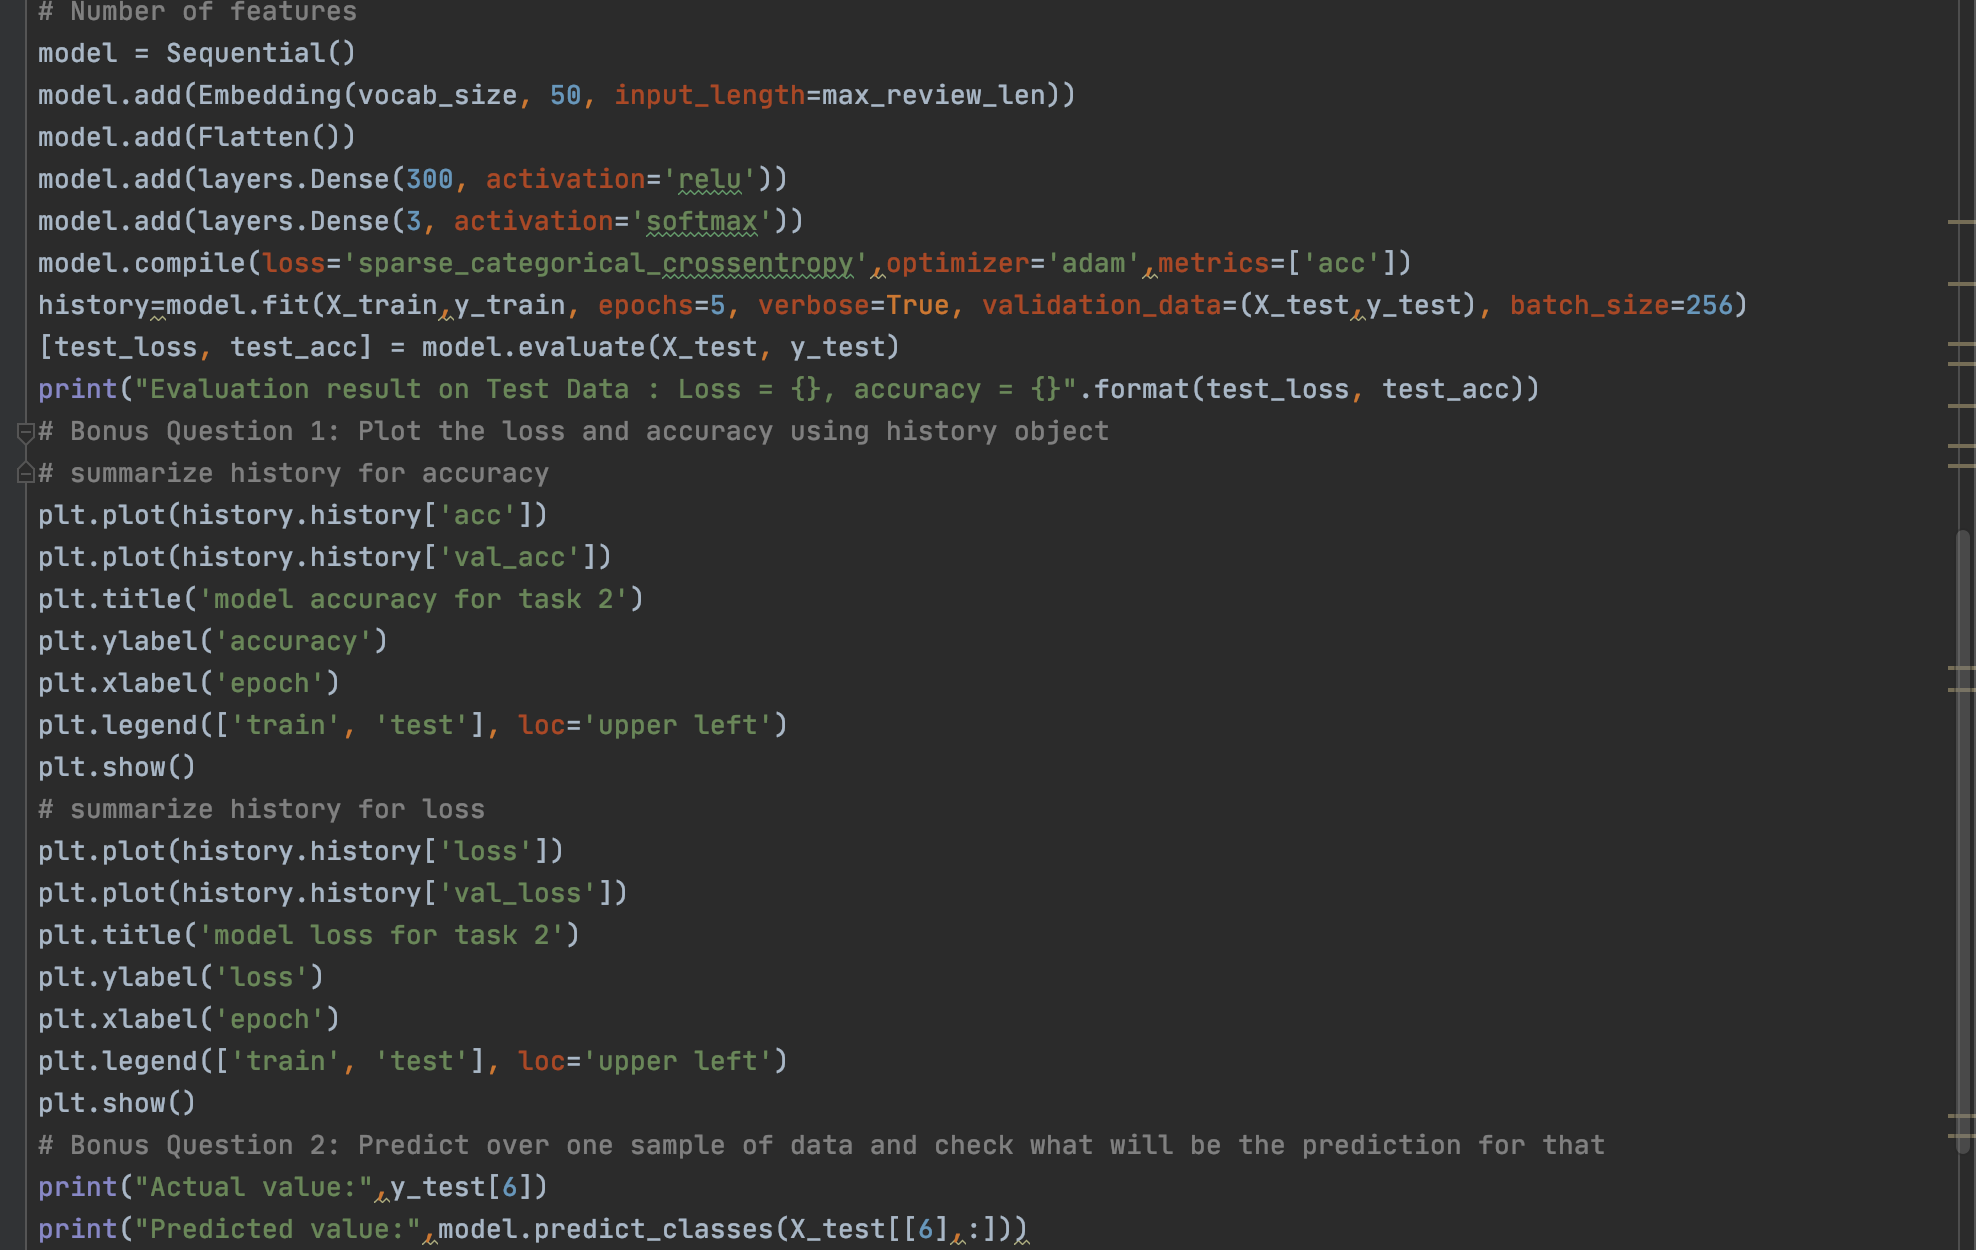 # Number of features
model = Sequential()
model.add(Embedding(vocab_size, 50, input_length=max_review_len))
model.add(Flatten())
model.add(layers.Dense(300, activation='relu'))
model.add(layers.Dense(3, activation='softmax'))
model.compile(loss='sparse_categorical_crossentropy',optimizer='adam',metrics=['acc'])
history=model.fit(X_train,y_train, epochs=5, verbose=True, validation_data=(X_test,y_test), batch_size=256)
[test_loss, test_acc] = model.evaluate(X_test, y_test)
print("Evaluation result on Test Data : Loss = {}, accuracy = {}".format(test_loss, test_acc))
# Bonus Question 1: Plot the loss and accuracy using history object
# summarize history for accuracy
plt.plot(history.history['acc'])
plt.plot(history.history['val_acc'])
plt.title('model accuracy for task 2')
plt.ylabel('accuracy')
plt.xlabel('epoch')
plt.legend(['train', 'test'], loc='upper left')
plt.show()
# summarize history for loss
plt.plot(history.history['loss'])
plt.plot(history.history['val_loss'])
plt.title('model loss for task 2')
plt.ylabel('loss')
plt.xlabel('epoch')
plt.legend(['train', 'test'], loc='upper left')
plt.show()
# Bonus Question 2: Predict over one sample of data and check what will be the prediction for that
print("Actual value:",y_test[6])
print("Predicted value:",model.predict_classes(X_test[[6],:]))